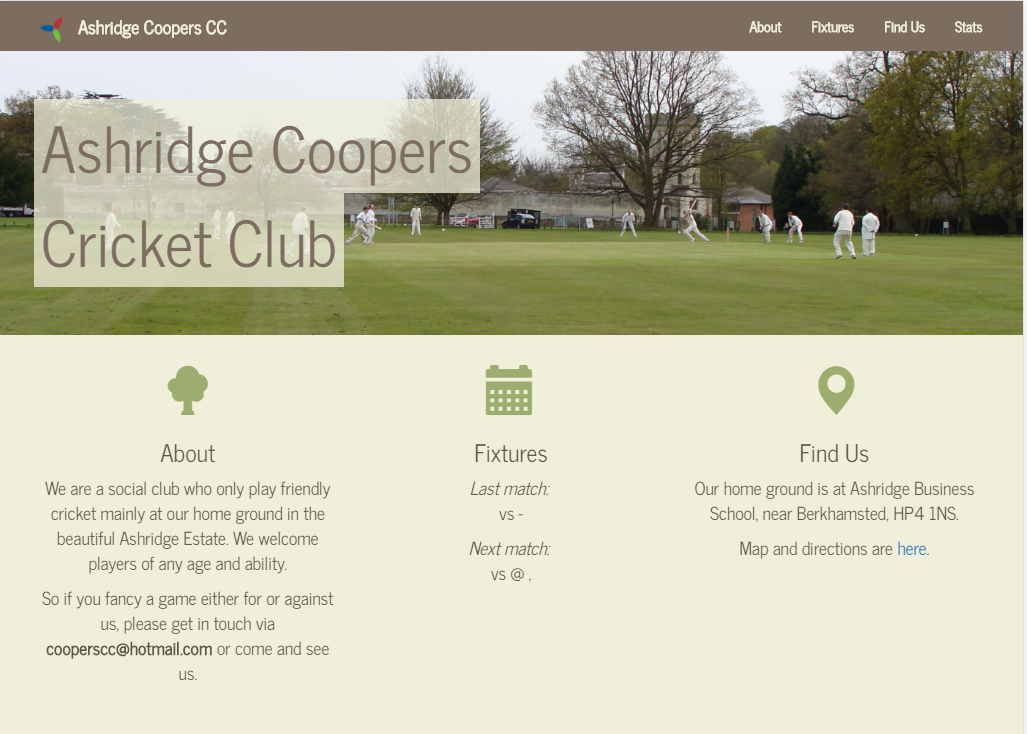 Ashridge Coopers CC
About Fixtures Find Us Stats
Ashridge Coopers
Cricket Club
About
We are a social club who only play friendly
cricket mainly at our home ground in the
beautiful Ashridge Estate. We welcome
players of any age and ability.
So if you fancy a game either for or against
us, please get in touch via
cooperscc@hotmail.com or come and see
us.
Fixtures
Last match:
vs -
Next match:
vs @ ,
Find Us
Our home ground is at Ashridge Business
School, near Berkhamsted, HP4 1NS.
Map and directions are here.